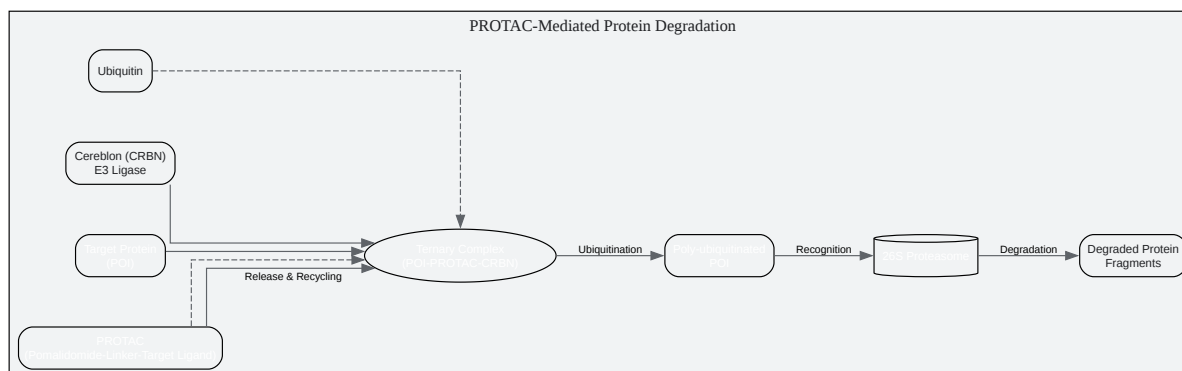 PROTAC-Mediated Protein Degradation
Ubiquitin
Cereblon (CRBN)
E3 Ligase
Target Protein
(POI)
Ternary Complex
(POI-PROTAC-CRBN)
Ubiquitination
Poly-ubiquitinated
POI
Recognition
26S Proteasome
Degradation
Degraded Protein
Fragments
Release & Recycling
PROTAC
(Pomalidomide-Linker-Target Ligand)